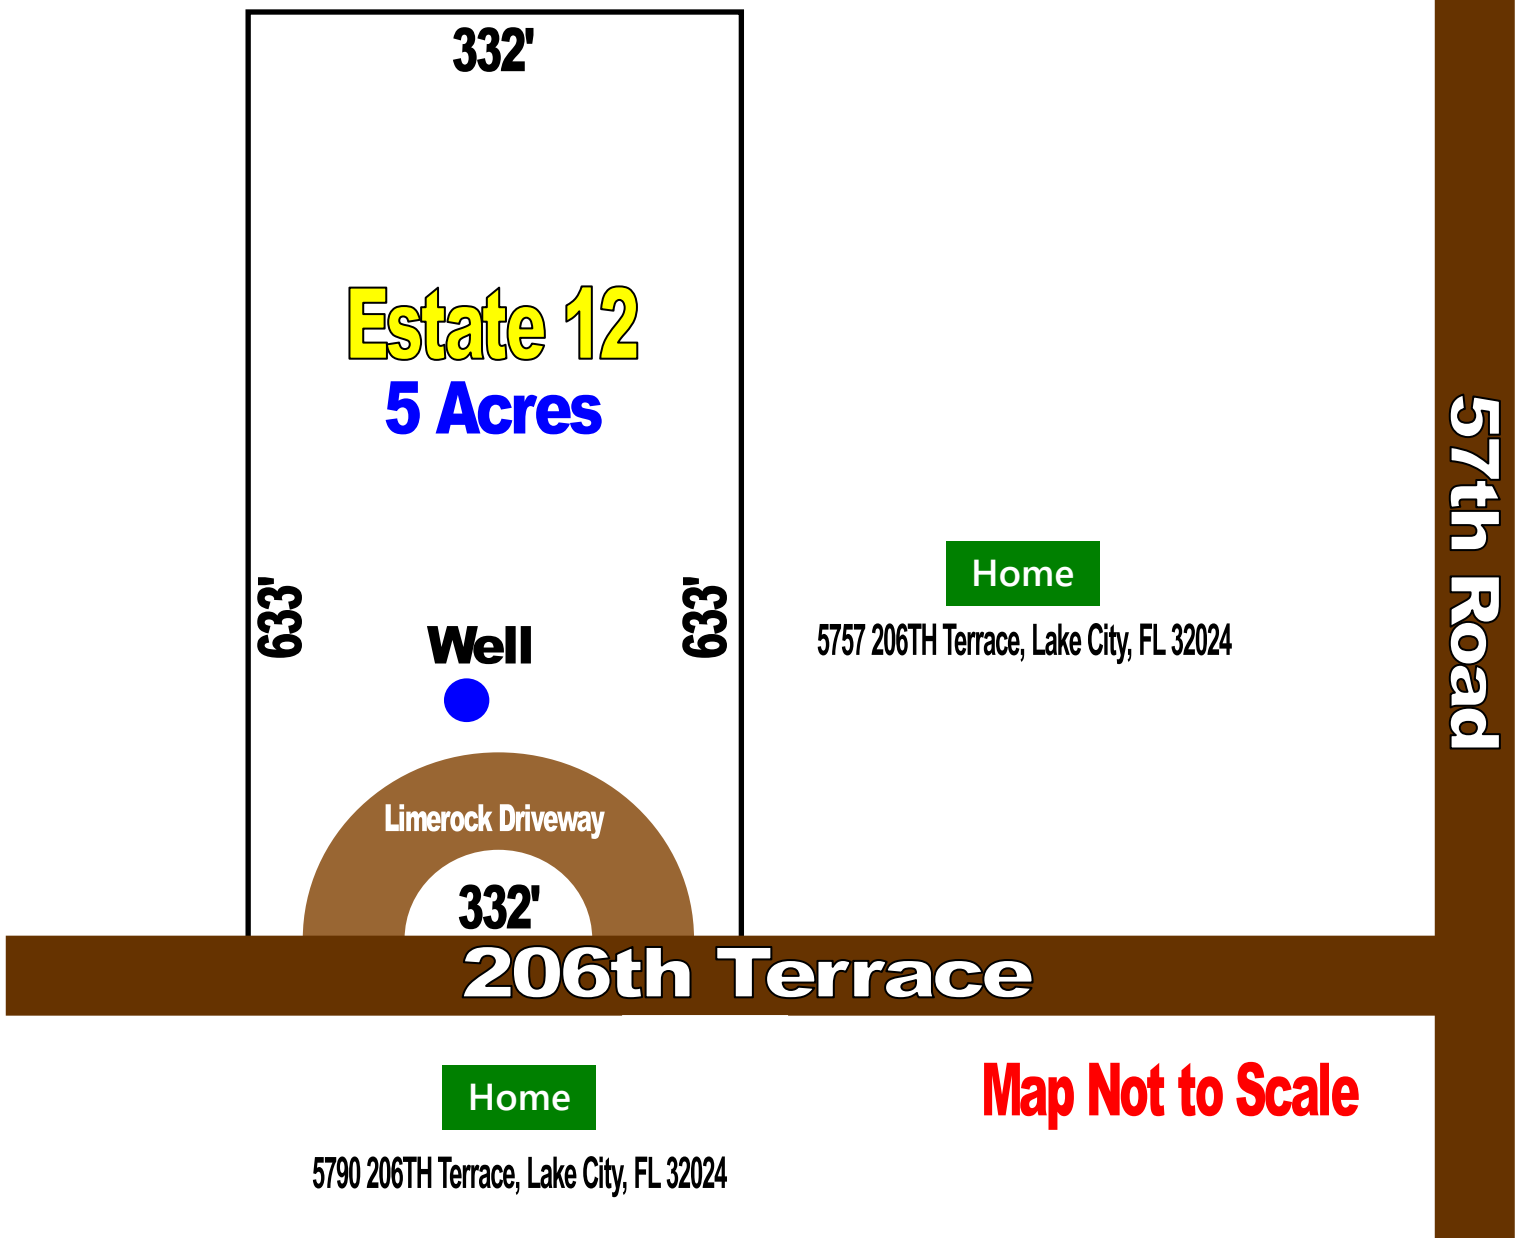 332'
Estate 12
5 Acres
633'
633'
Well
Limerock Driveway
332'
206th Terrace
57th Road
Home
5757 206TH Terrace, Lake City, FL 32024
Home
5790 206TH Terrace, Lake City, FL 32024
Map Not to Scale